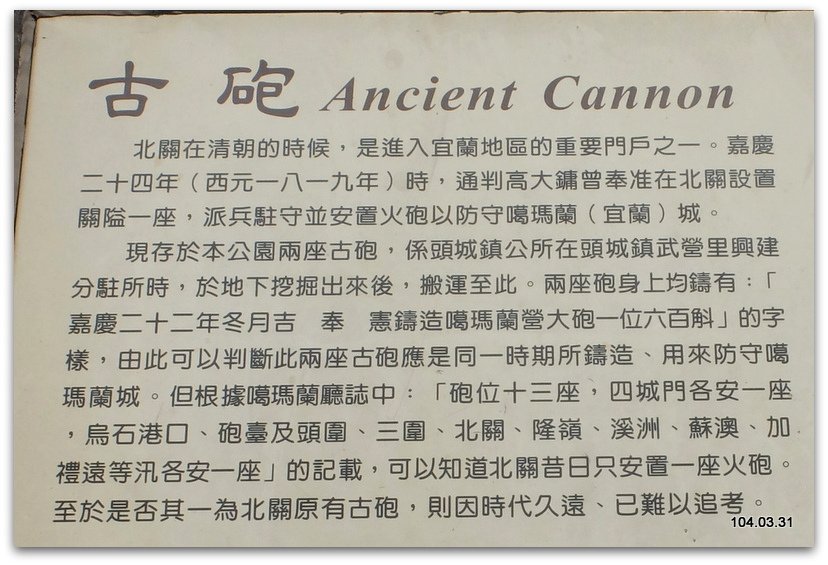 古砲 Ancient Cannon
北關在清朝的時候，是進入宜蘭地區的重要門戶之一。嘉慶
二十四年（西元一八一九年）時，通判高大鏞曾奉准在北關設置
關隘一座，派兵駐守並安置火砲以防守噶瑪蘭（宜蘭）城。
現存於本公園兩座古砲，係頭城鎮公所在頭城鎮武營里興建
分駐所時，於地下挖掘出來後，搬運至此。兩座砲身上均鑄有：「
嘉慶二十二年冬月吉　奉　憲鑄造噶瑪蘭營大砲一位六百斛」的字
樣，由此可以判斷此兩座古砲應是同一時期所鑄造、用來防守噶
瑪蘭城。但根據噶瑪蘭廳誌中：「砲位十三座，四城門各安一座
，烏石港口、砲臺及頭圍、三圍、北關、隆嶺、溪洲、蘇澳、加
禮遠等汛各安一座」的記載，可以知道北關昔日只安置一座火砲。
至於是否其一為北關原有古砲，則因時代久遠、已難以追考。
104.03.31